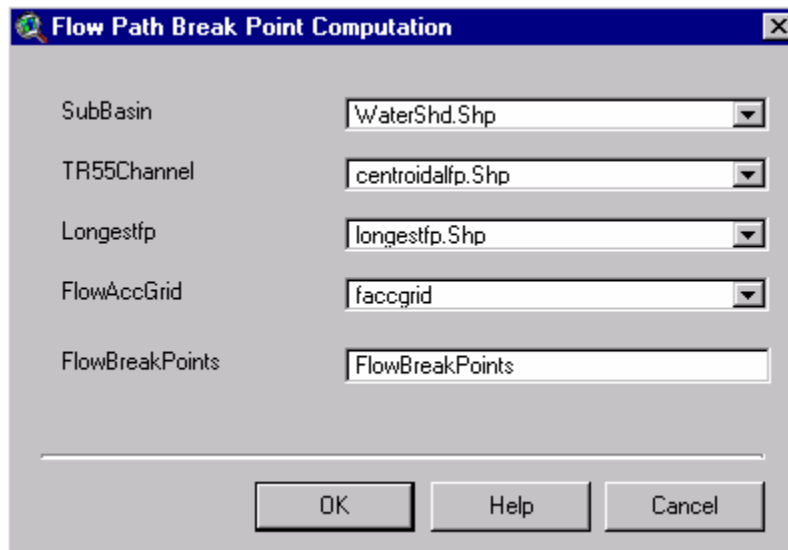 Flow Path Break Point Computation
SubBasin WaterShd.Shp
TR55Channel centroidalfp.Shp
Longestfp longestfp.Shp
FlowAccGrid faccgrid
FlowBreakPoints FlowBreakPoints
OK Help Cancel